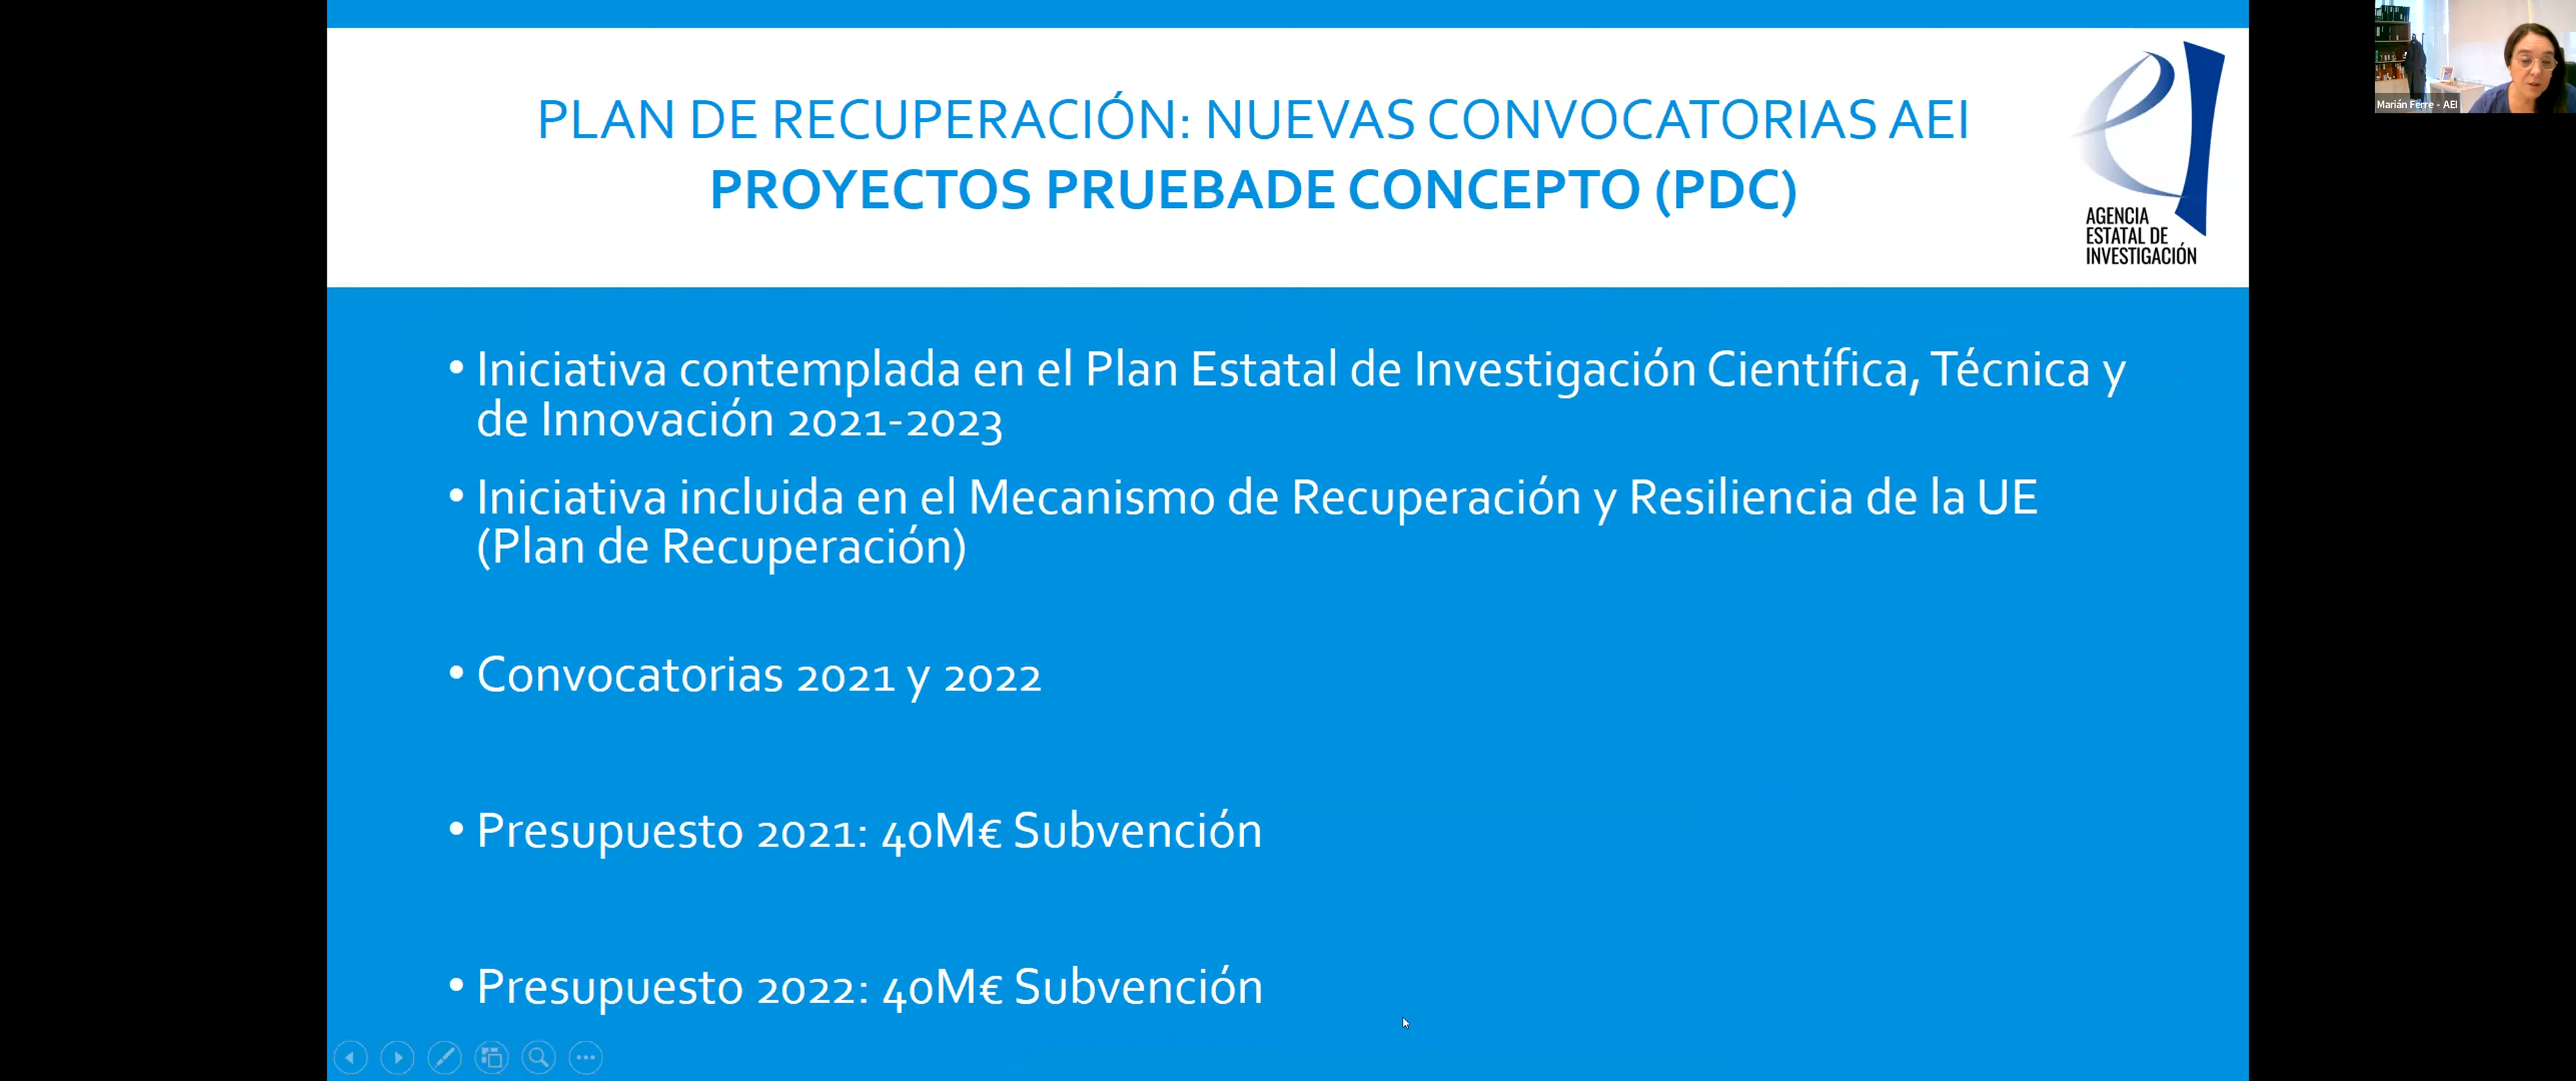 PLAN DE RECUPERACIÓN: NUEVAS CONVOCATORIAS AEI
PROYECTOS PRUEBADE CONCEPTO (PDC)
AGENCIA
ESTATAL DE
INVESTIGACIÓN
Marián Ferre - AEI
• Iniciativa contemplada en el Plan Estatal de Investigación Científica, Técnica y
de Innovación 2021-2023
• Iniciativa incluida en el Mecanismo de Recuperación y Resiliencia de la UE
(Plan de Recuperación)
• Convocatorias 2021 y 2022
• Presupuesto 2021: 40M€ Subvención
• Presupuesto 2022: 40M€ Subvención